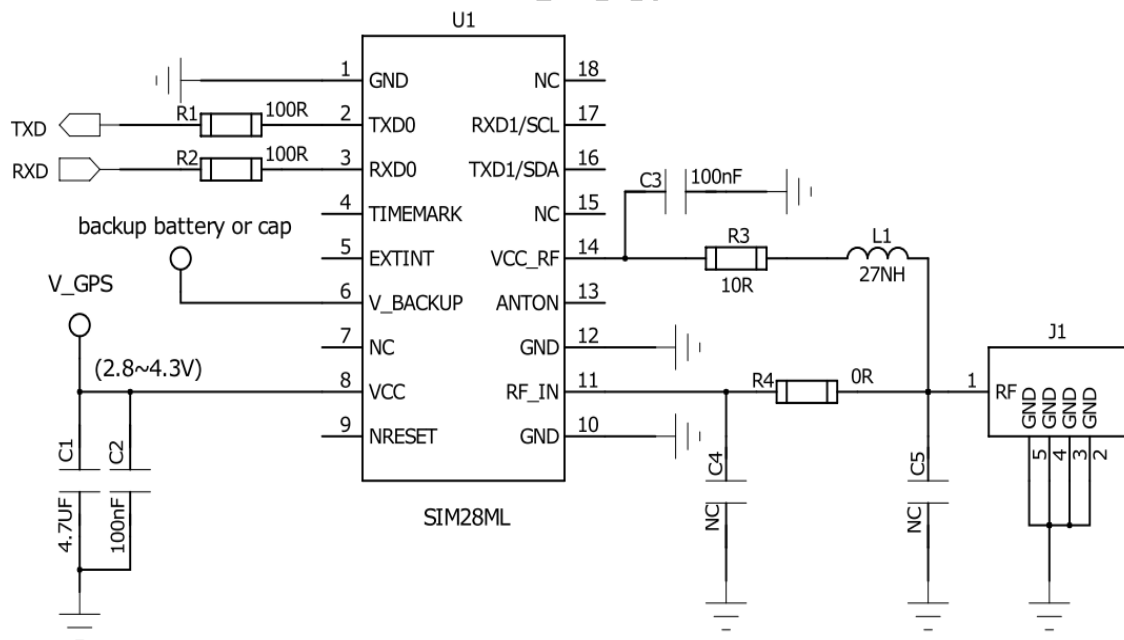 U1
1 GND NC 18
TXD R1 100R 2 TXD0 RXD1/SCL 17
RXD R2 100R 3 RXD0 TXD1/SDA 16
C3 100nF
4 TIMEMARK NC 15
backup battery or cap
5 EXTINT VCC_RF 14 R3 10R L1 27NH
V_GPS
6 V_BACKUP ANTON 13
7 NC GND 12
J1
(2.8~4.3V)
8 VCC RF_IN 11 R4 0R 1 RF
GND GND GND GND
9 NRESET GND 10
5 4 3 2
C1 C2 C4 C5
4.7UF 100nF NC NC
SIM28ML